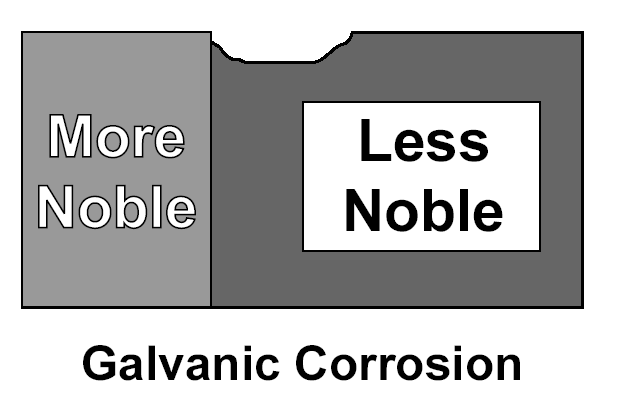 More
Noble
Less
Noble
Galvanic Corrosion